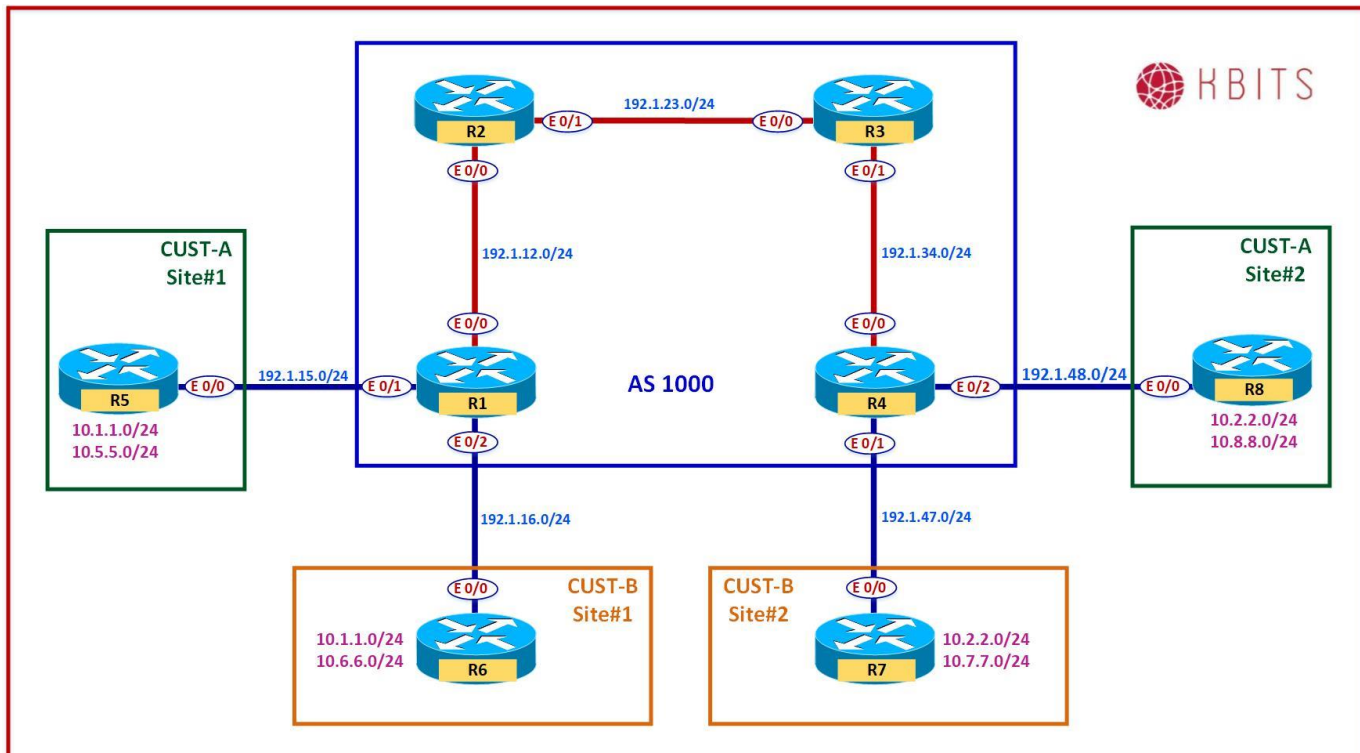 KBITS
R2
E 0/1
192.1.23.0/24
E 0/0
R3
E 0/0
E 0/1
192.1.12.0/24
192.1.34.0/24
CUST-A
Site#1
CUST-A
Site#2
E 0/0
E 0/0
R5
E 0/0
192.1.15.0/24
E 0/1
R1
AS 1000
R4
E 0/2
192.1.48.0/24
E 0/0
R8
10.1.1.0/24
10.5.5.0/24
10.2.2.0/24
10.8.8.0/24
E 0/2
E 0/1
192.1.16.0/24
192.1.47.0/24
E 0/0
CUST-B
Site#1
R6
10.1.1.0/24
10.6.6.0/24
CUST-B
Site#2
E 0/0
R7
10.2.2.0/24
10.7.7.0/24